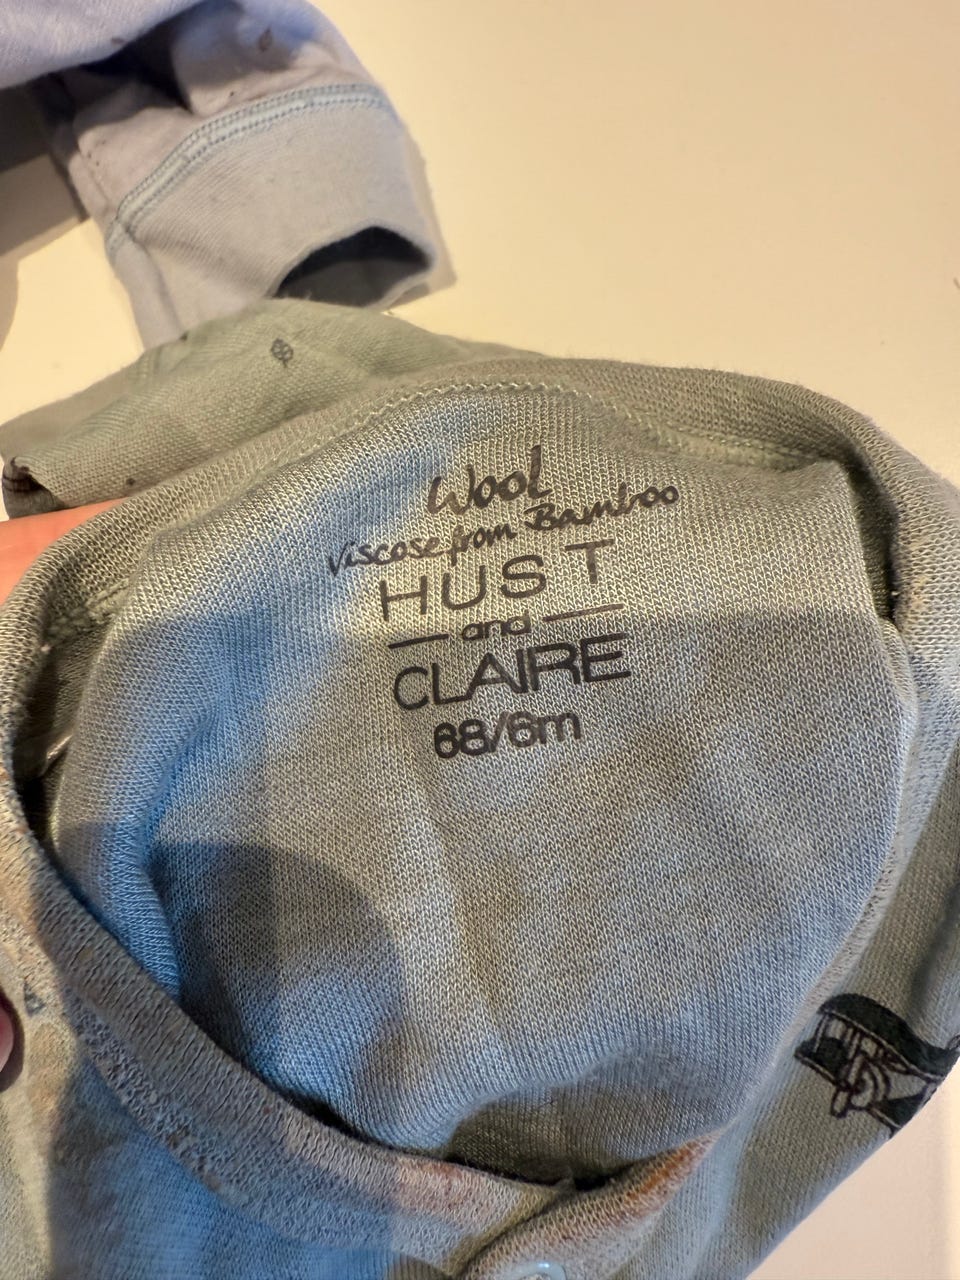 Wool
Viscose from Bamboo
HUST
and
CLAIRE
68/6m